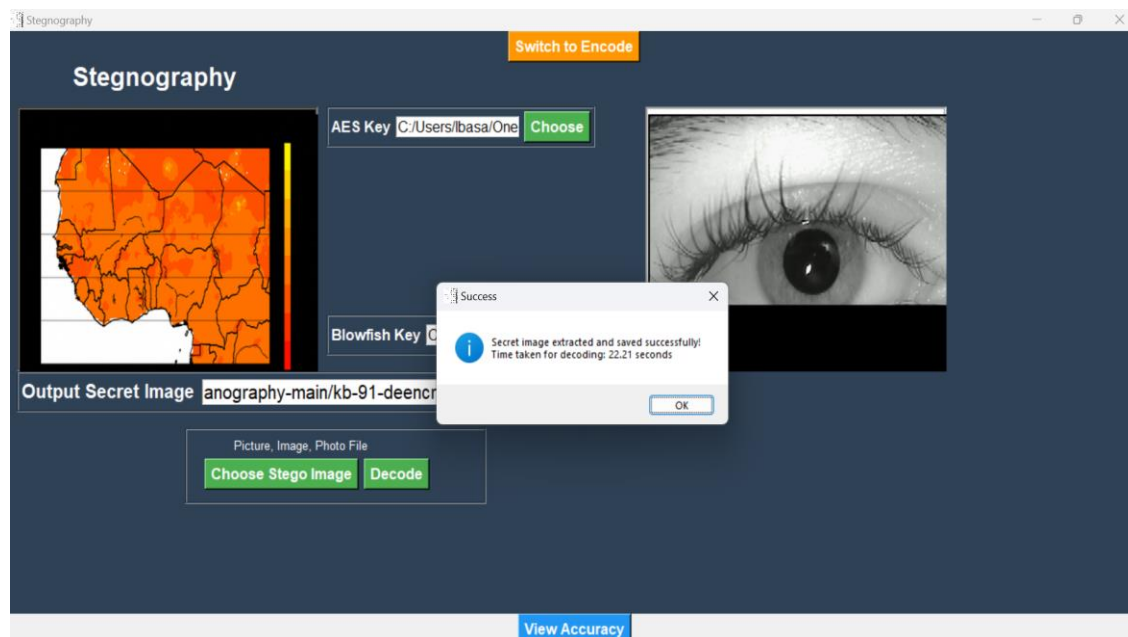 Stegnography
Switch to Encode
Stegnography
AES Key C:/Users/lbasa/One Choose
Blowfish Key
Success
Secret image extracted and saved successfully!
Time taken for decoding: 22.21 seconds
OK
Output Secret Image anography-main/kb-91-deencr
Picture, Image, Photo File
Choose Stego Image Decode
View Accuracy